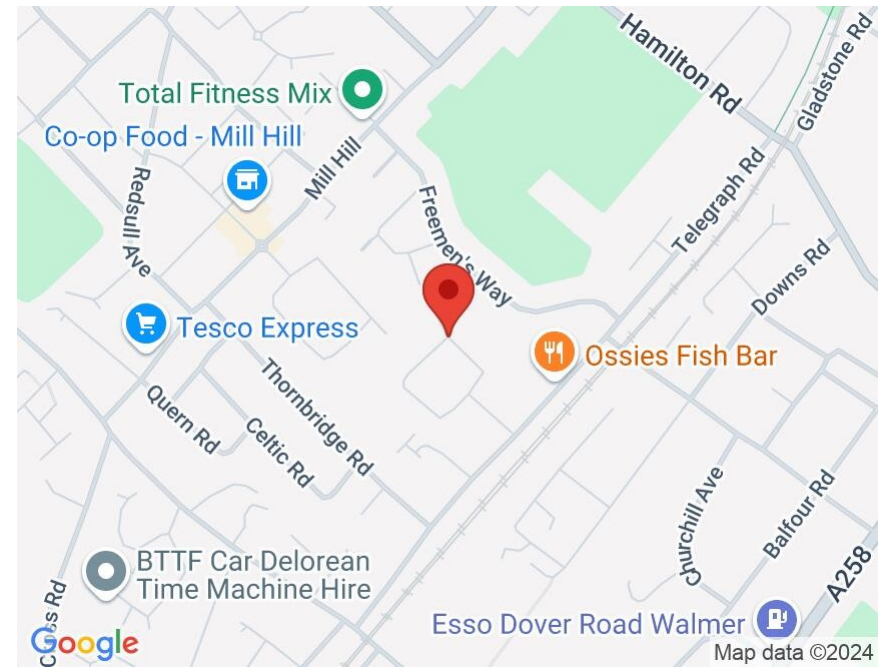 Hamilton Rd
Gladstone Rd
Total Fitness Mix
Co-op Food - Mill Hill
Mill Hill
Redsull Ave
Telegraph Rd
Freemen's Way
Downs Rd
Tesco Express
Ossies Fish Bar
Thornbridge Rd
Quern Rd
Celtic Rd
Churchill Ave
Balfour Rd
A258
BTTF Car Delorean
Time Machine Hire
Esso Dover Road Walmer
Google
Map data ©2024